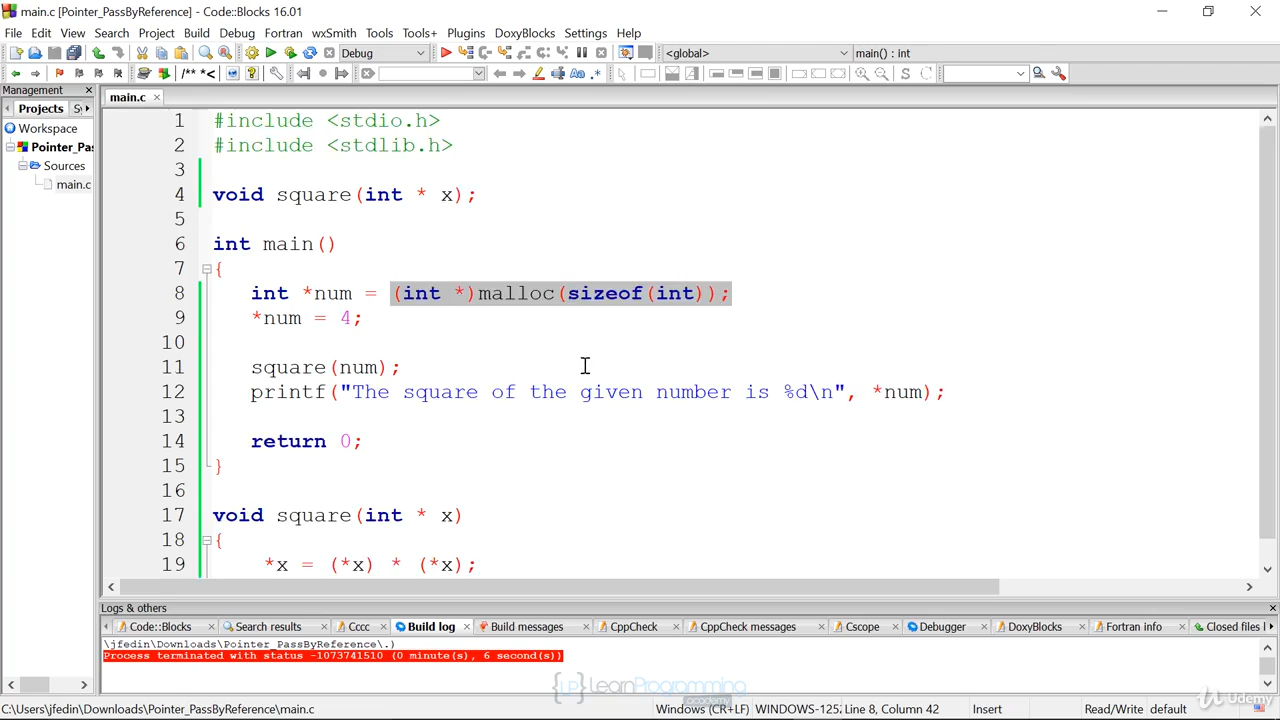 main.c [Pointer_PassByReference] - Code::Blocks 16.01
File Edit View Search Project Build Debug Fortran wxSmith Tools Tools+ Plugins DoxyBlocks Settings Help
Debug <global> main() : int
/** *<
Management
Projects
main.c
Workspace
Pointer_Pas
Sources
main.c
1 #include <stdio.h>
2 #include <stdlib.h>
3
4 void square(int * x);
5
6 int main()
7 {
8 int *num = (int *)malloc(sizeof(int));
9 *num = 4;
10
11 square(num);
12 printf("The square of the given number is %d\n", *num);
13
14 return 0;
15 }
16
17 void square(int * x)
18 {
19 *x = (*x) * (*x);
Logs & others
Code::Blocks Search results Cccc Build log Build messages CppCheck CppCheck messages Cscope Debugger DoxyBlocks Fortran info Closed files l
\jfedin\Downloads\Pointer_PassByReference\.)
Process terminated with status -1073741510 (0 minute(s), 6 second(s))
LP LearnProgramming
academy
Udemy
C:\Users\jfedin\Downloads\Pointer_PassByReference\main.c Windows (CR+LF) WINDOWS-125 Line 8, Column 42 Insert Read/Write default